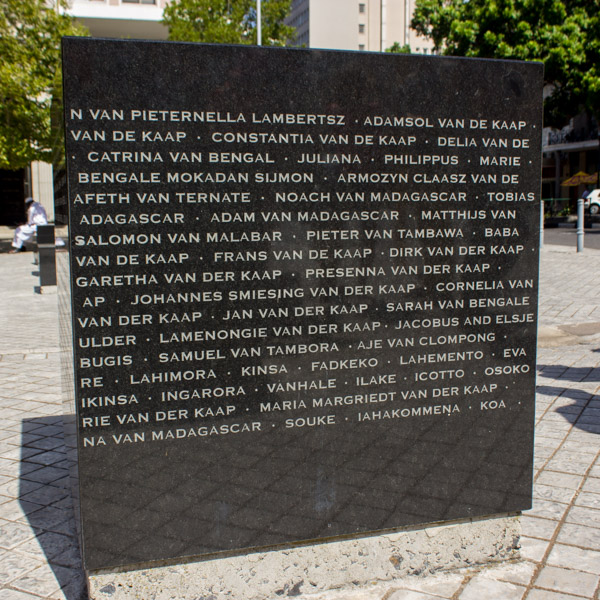 N VAN PIETERNELLA LAMBERTSZ · ADAMSOL VAN DE KAAP ·
VAN DE KAAP · CONSTANTIA VAN DE KAAP · DELIA VAN DE
· CATRINA VAN BENGAL · JULIANA · PHILIPPUS · MARIE ·
BENGALE MOKADAN SIJMON · ARMOZYN CLAASZ VAN DE
AFETH VAN TERNATE · NOACH VAN MADAGASCAR · TOBIAS
ADAGASCAR · ADAM VAN MADAGASCAR · MATTHIJS VAN
SALOMON VAN MALABAR · PIETER VAN TAMBAWA · BABA
VAN DE KAAP · FRANS VAN DE KAAP · DIRK VAN DER KAAP ·
GARETHA VAN DER KAAP · PRESENNA VAN DER KAAP ·
AP · JOHANNES SMIESING VAN DER KAAP · CORNELIA VAN
VAN DER KAAP · JAN VAN DER KAAP · SARAH VAN BENGALE
ULDER · LAMENONGIE VAN DER KAAP · JACOBUS AND ELSJE
BUGIS · SAMUEL VAN TAMBORA · AJE VAN CLOMPONG ·
RE · LAHIMORA · KINSA · FADKEKO · LAHEMENTO · EVA
IKINSA · INGARORA · VANHALE · ILAKE · ICOTTO · OSOKO
RIE VAN DER KAAP · MARIA MARGRIEDT VAN DER KAAP ·
NA VAN MADAGASCAR · SOUKE · IAHAKOMMENA · KOA ·